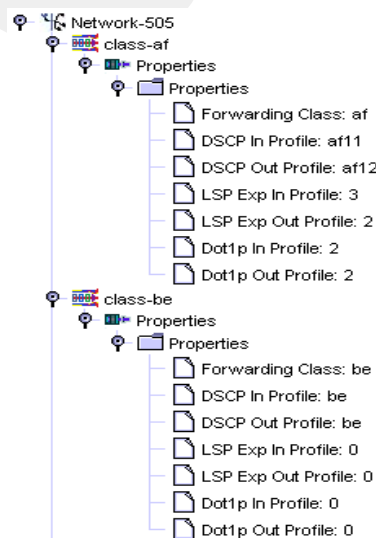 Network-505
class-af
Properties
Properties
Forwarding Class: af
DSCP In Profile: af11
DSCP Out Profile: af12
LSP Exp In Profile: 3
LSP Exp Out Profile: 2
Dot1p In Profile: 2
Dot1p Out Profile: 2
class-be
Properties
Properties
Forwarding Class: be
DSCP In Profile: be
DSCP Out Profile: be
LSP Exp In Profile: 0
LSP Exp Out Profile: 0
Dot1p In Profile: 0
Dot1p Out Profile: 0